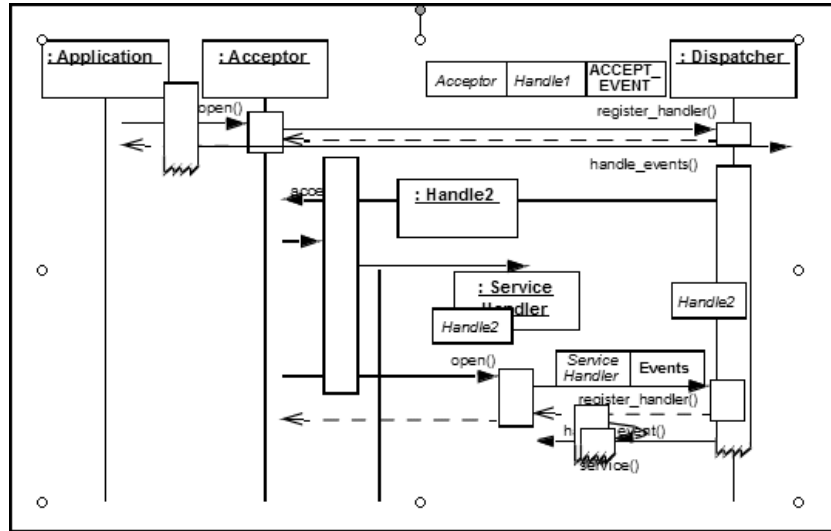 : Application
: Acceptor
: Dispatcher
Acceptor
Handle1
ACCEPT_
EVENT
open()
register_handler()
handle_events()
: Handle2
: Service
Handler
Handle2
Handle2
open()
Service
Handler
Events
register_handler()
service()